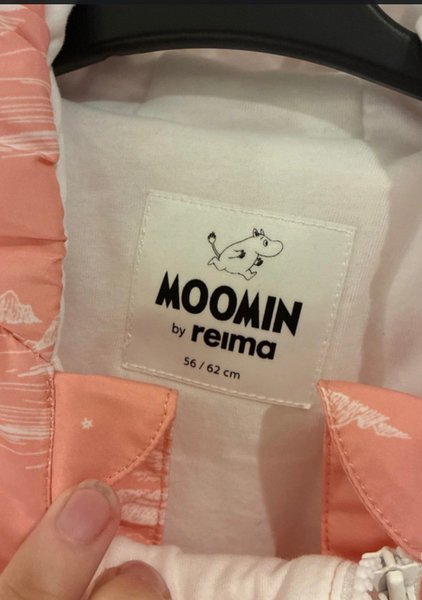 MOOMIN
by reima
56 / 62 cm